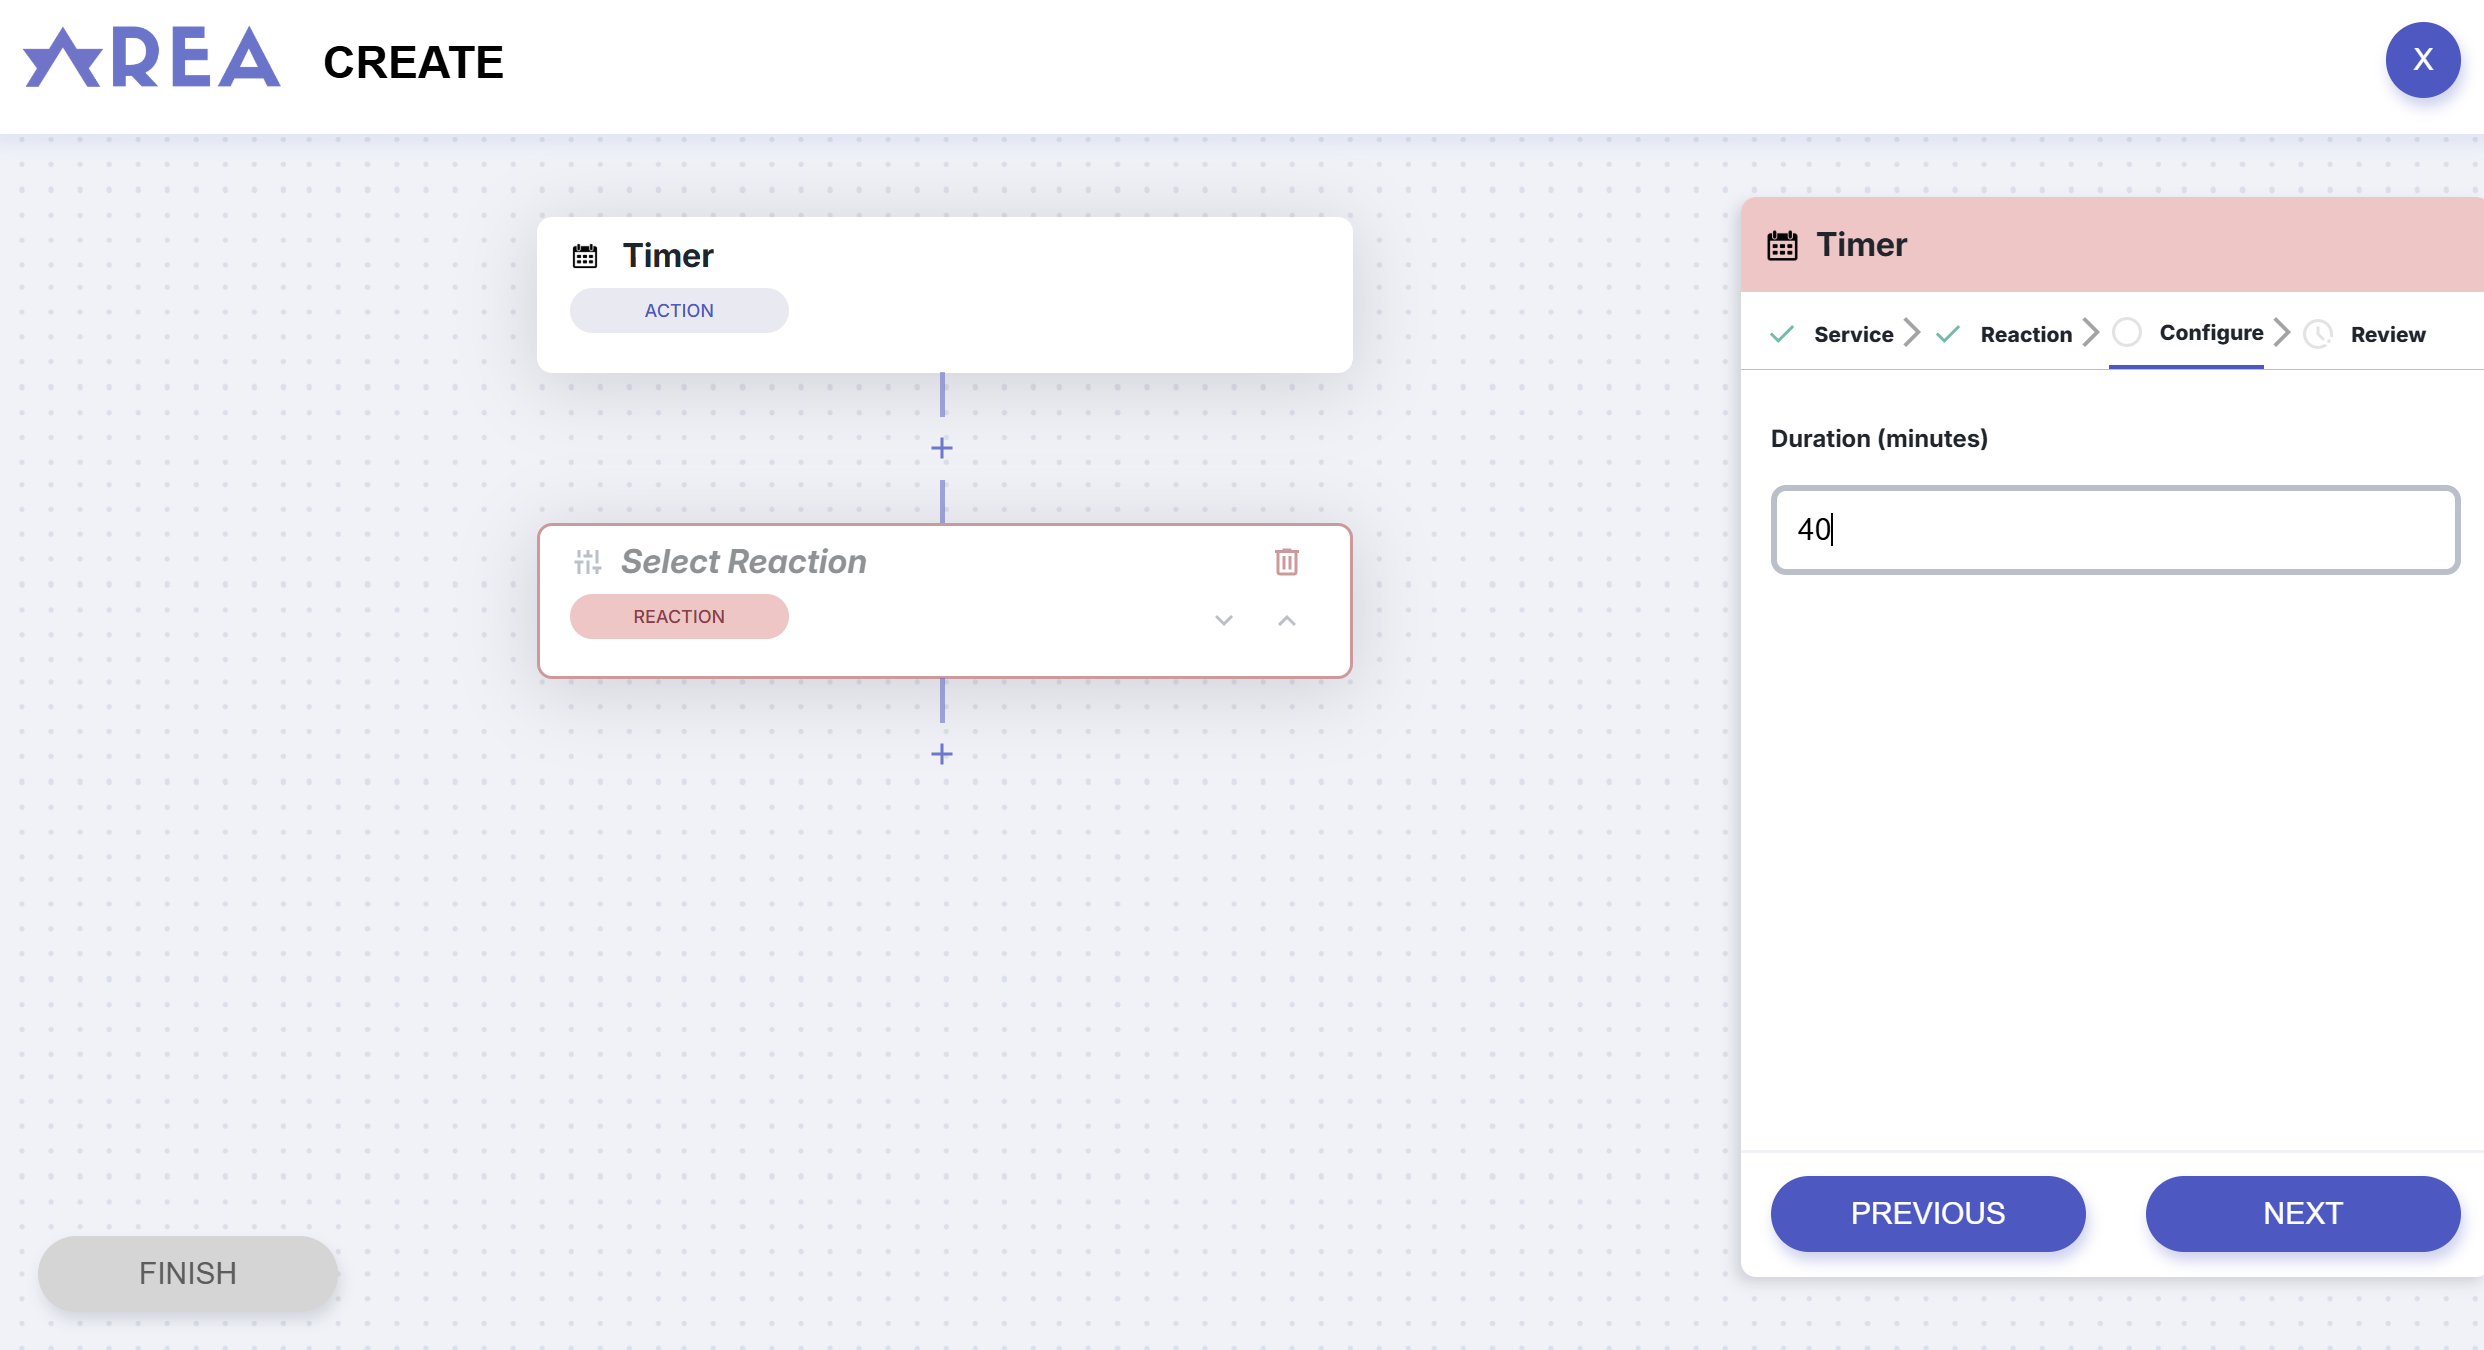 AREA
CREATE
X
Timer
ACTION
+
Select Reaction
REACTION
+
FINISH
Timer
Service
Reaction
Configure
Review
Duration (minutes)
40
PREVIOUS
NEXT